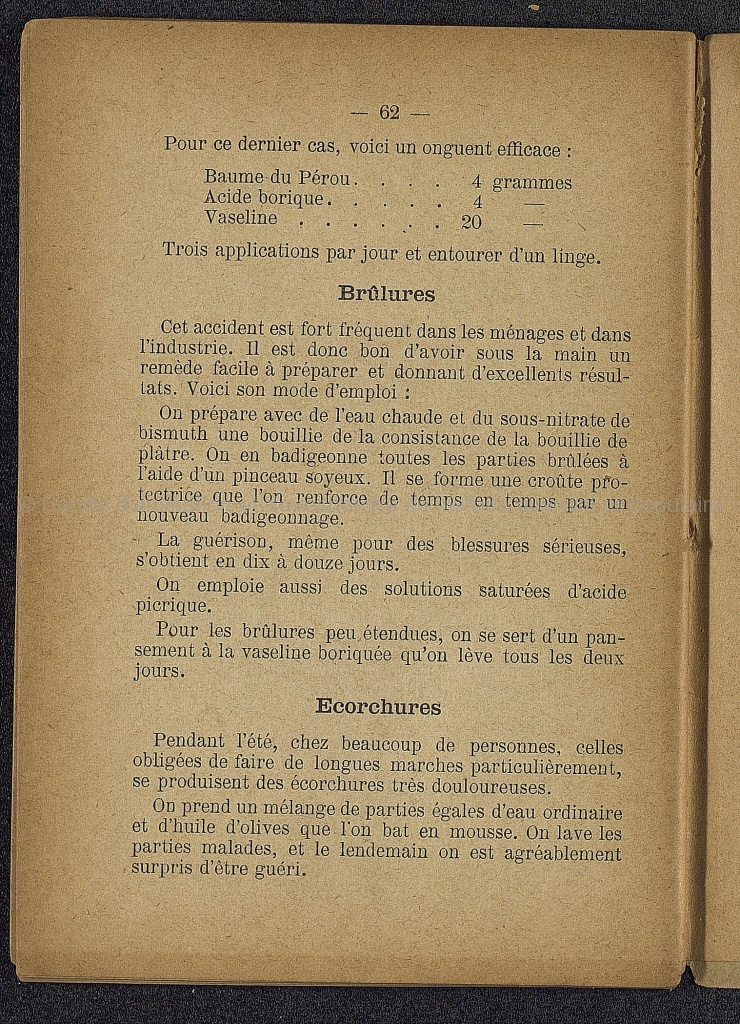 — 62 —
Pour ce dernier cas, voici un onguent efficace :
Baume du Pérou. . . . 4 grammes
Acide borique. . . . . 4 —
Vaseline . . . . . . 20 —
Trois applications par jour et entourer d'un linge.
Brûlures
Cet accident est fort fréquent dans les ménages et dans
l'industrie. Il est donc bon d'avoir sous la main un
remède facile à préparer et donnant d'excellents résul-
tats. Voici son mode d'emploi :
On prépare avec de l'eau chaude et du sous-nitrate de
bismuth une bouillie de la consistance de la bouillie de
plâtre. On en badigeonne toutes les parties brûlées à
l'aide d'un pinceau soyeux. Il se forme une croûte pro-
tectrice que l'on renforce de temps en temps par un
nouveau badigeonnage.
La guérison, même pour des blessures sérieuses,
s'obtient en dix à douze jours.
On emploie aussi des solutions saturées d'acide
picrique.
Pour les brûlures peu étendues, on se sert d'un pan-
sement à la vaseline boriquée qu'on lève tous les deux
jours.
Ecorchures
Pendant l'été, chez beaucoup de personnes, celles
obligées de faire de longues marches particulièrement,
se produisent des écorchures très douloureuses.
On prend un mélange de parties égales d'eau ordinaire
et d'huile d'olives que l'on bat en mousse. On lave les
parties malades, et le lendemain on est agréablement
surpris d'être guéri.